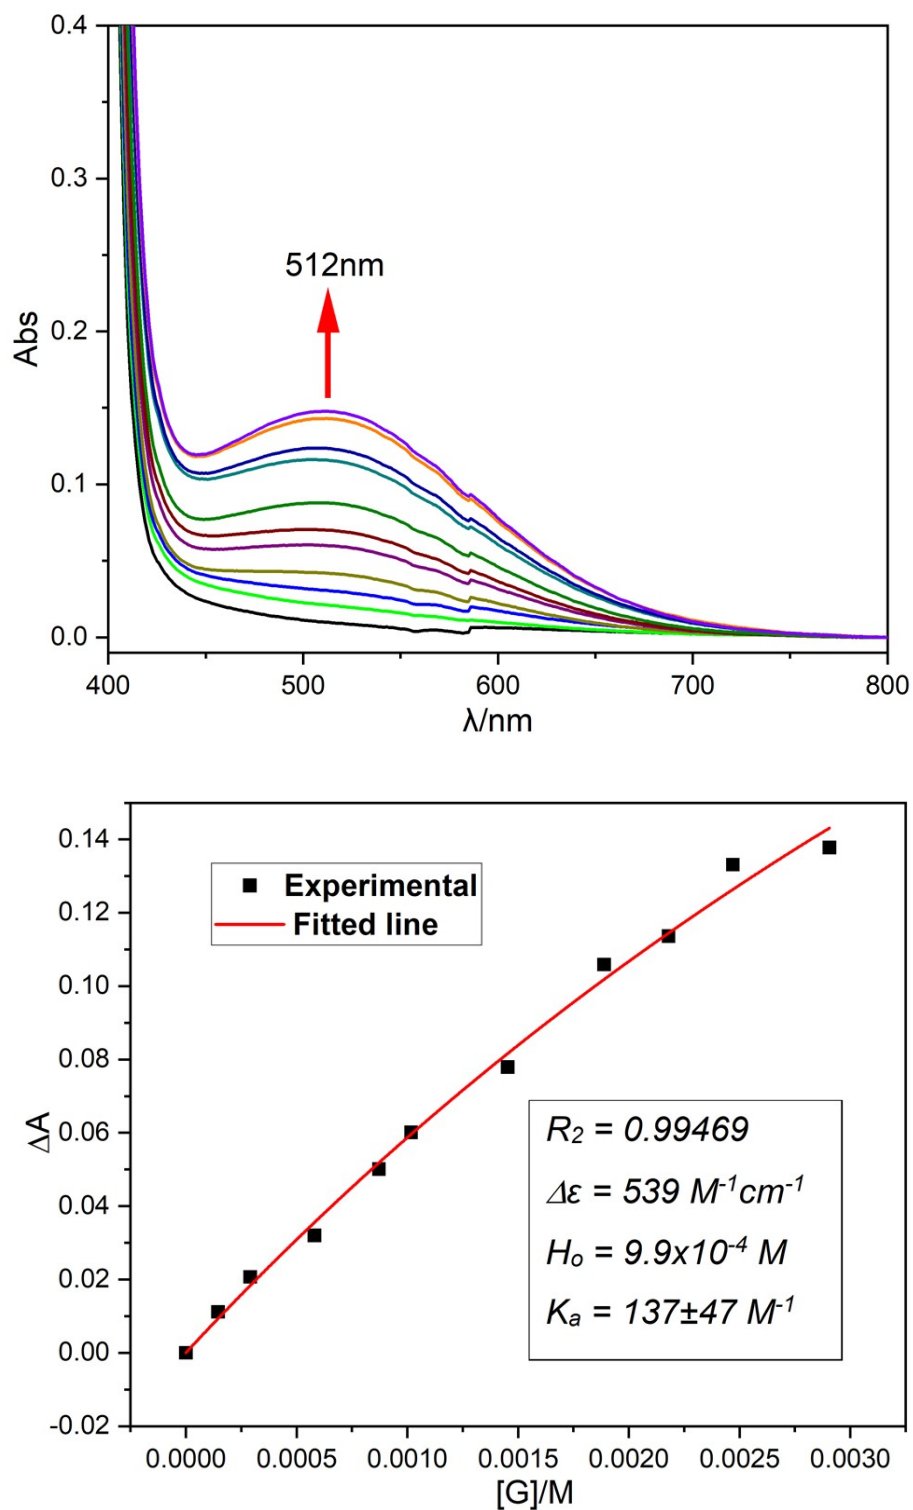 0.4
0.3
512nm
0.2
Abs
0.1
0.0
400 500 600 700 800
λ/nm
0.14
Experimental
0.12
Fitted line
0.10
0.08
ΔA
0.06
R2 = 0.99469
0.04
Δε = 539 M-1cm-1
0.02
Ho = 9.9x10-4 M
0.00
Ka = 137±47 M-1
-0.02
0.0000 0.0005 0.0010 0.0015 0.0020 0.0025 0.0030
[G]/M